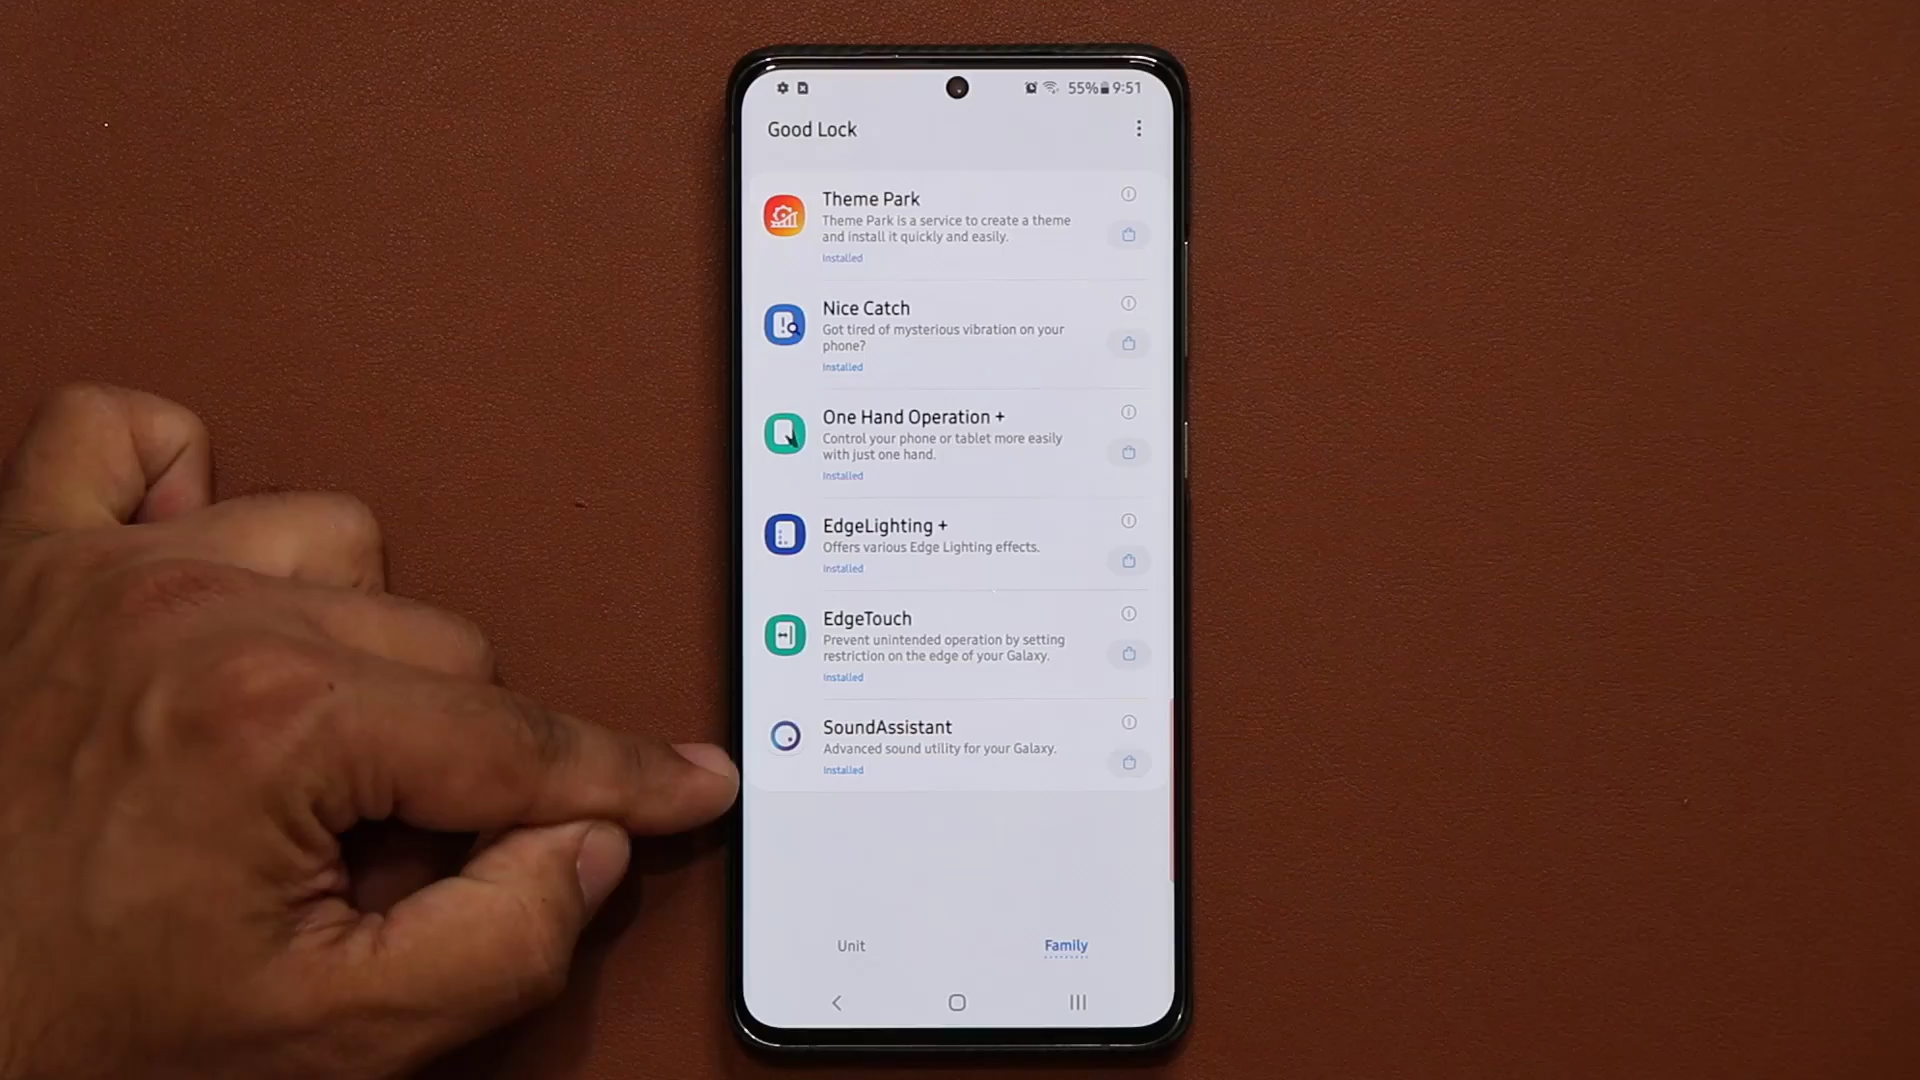 55% 9:51
Good Lock
Theme Park
Theme Park is a service to create a theme
and install it quickly and easily.
Installed
Nice Catch
Got tired of mysterious vibration on your
phone?
Installed
One Hand Operation +
Control your phone or tablet more easily
with just one hand.
Installed
EdgeLighting +
Offers various Edge Lighting effects.
Installed
EdgeTouch
Prevent unintended operation by setting
restriction on the edge of your Galaxy.
Installed
SoundAssistant
Advanced sound utility for your Galaxy.
Installed
Unit Family